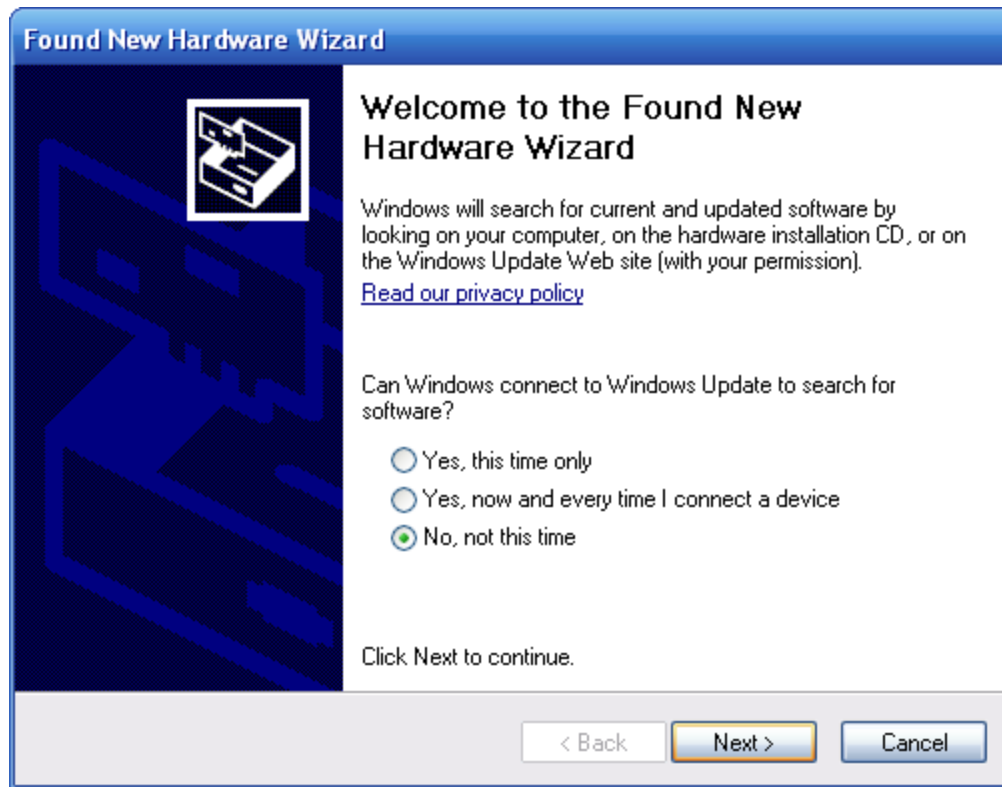 Found New Hardware Wizard
Welcome to the Found New
Hardware Wizard
Windows will search for current and updated software by
looking on your computer, on the hardware installation CD, or on
the Windows Update Web site (with your permission).
Read our privacy policy
Can Windows connect to Windows Update to search for
software?
Yes, this time only
Yes, now and every time I connect a device
No, not this time
Click Next to continue.
< Back Next > Cancel